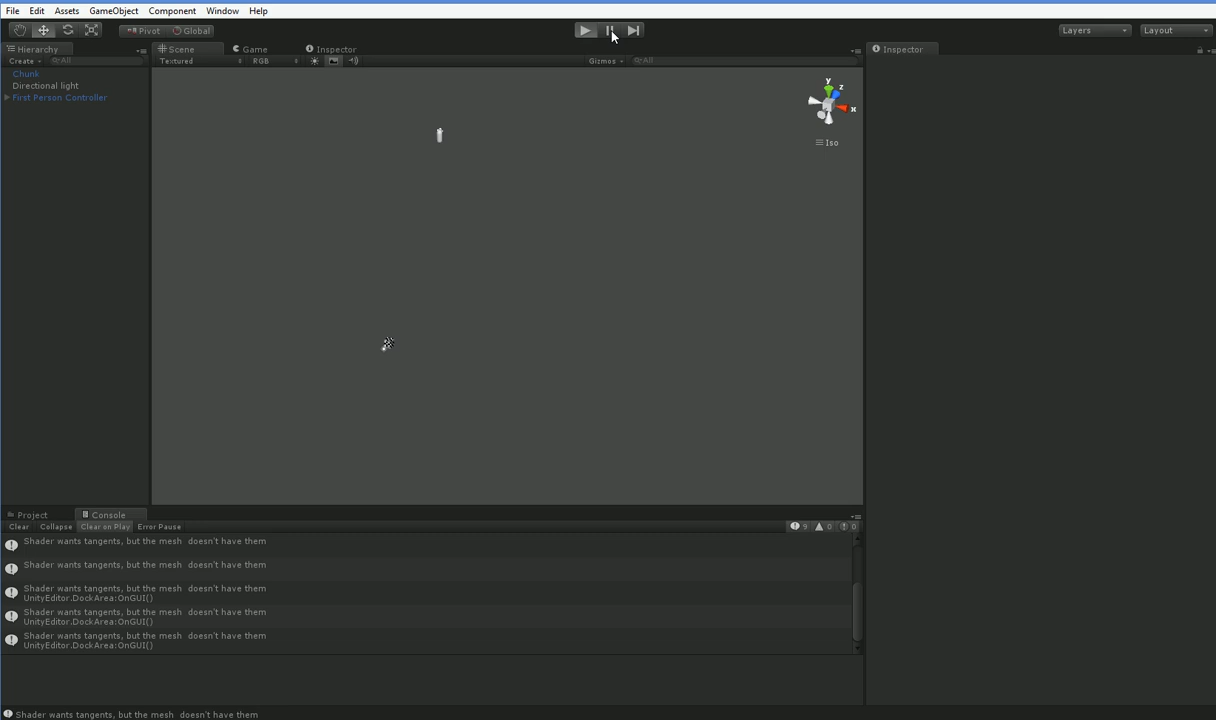 File Edit Assets GameObject Component Window Help
Pivot Global Layers Layout
Hierarchy Scene Game Inspector Inspector
Create All Textured RGB Gizmos All
Chunk
Directional light
First Person Controller
y
z
x
Iso
Project Console
Clear Collapse Clear on Play Error Pause 9 0 0
Shader wants tangents, but the mesh  doesn't have them
Shader wants tangents, but the mesh  doesn't have them
Shader wants tangents, but the mesh  doesn't have them
UnityEditor.DockArea:OnGUI()
Shader wants tangents, but the mesh  doesn't have them
UnityEditor.DockArea:OnGUI()
Shader wants tangents, but the mesh  doesn't have them
UnityEditor.DockArea:OnGUI()
Shader wants tangents, but the mesh  doesn't have them